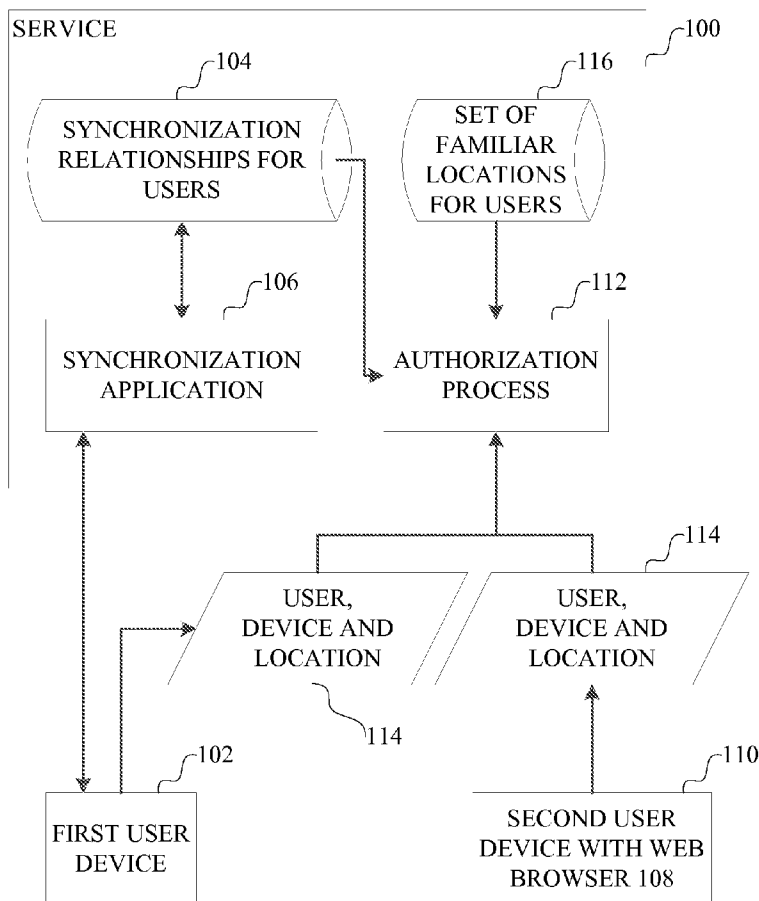 SERVICE
100
104
116
SYNCHRONIZATION
RELATIONSHIPS FOR
USERS
SET OF
FAMILIAR
LOCATIONS
FOR USERS
106
112
SYNCHRONIZATION
APPLICATION
AUTHORIZATION
PROCESS
114
USER,
DEVICE AND
LOCATION
USER,
DEVICE AND
LOCATION
114
102
110
FIRST USER
DEVICE
SECOND USER
DEVICE WITH WEB
BROWSER 108